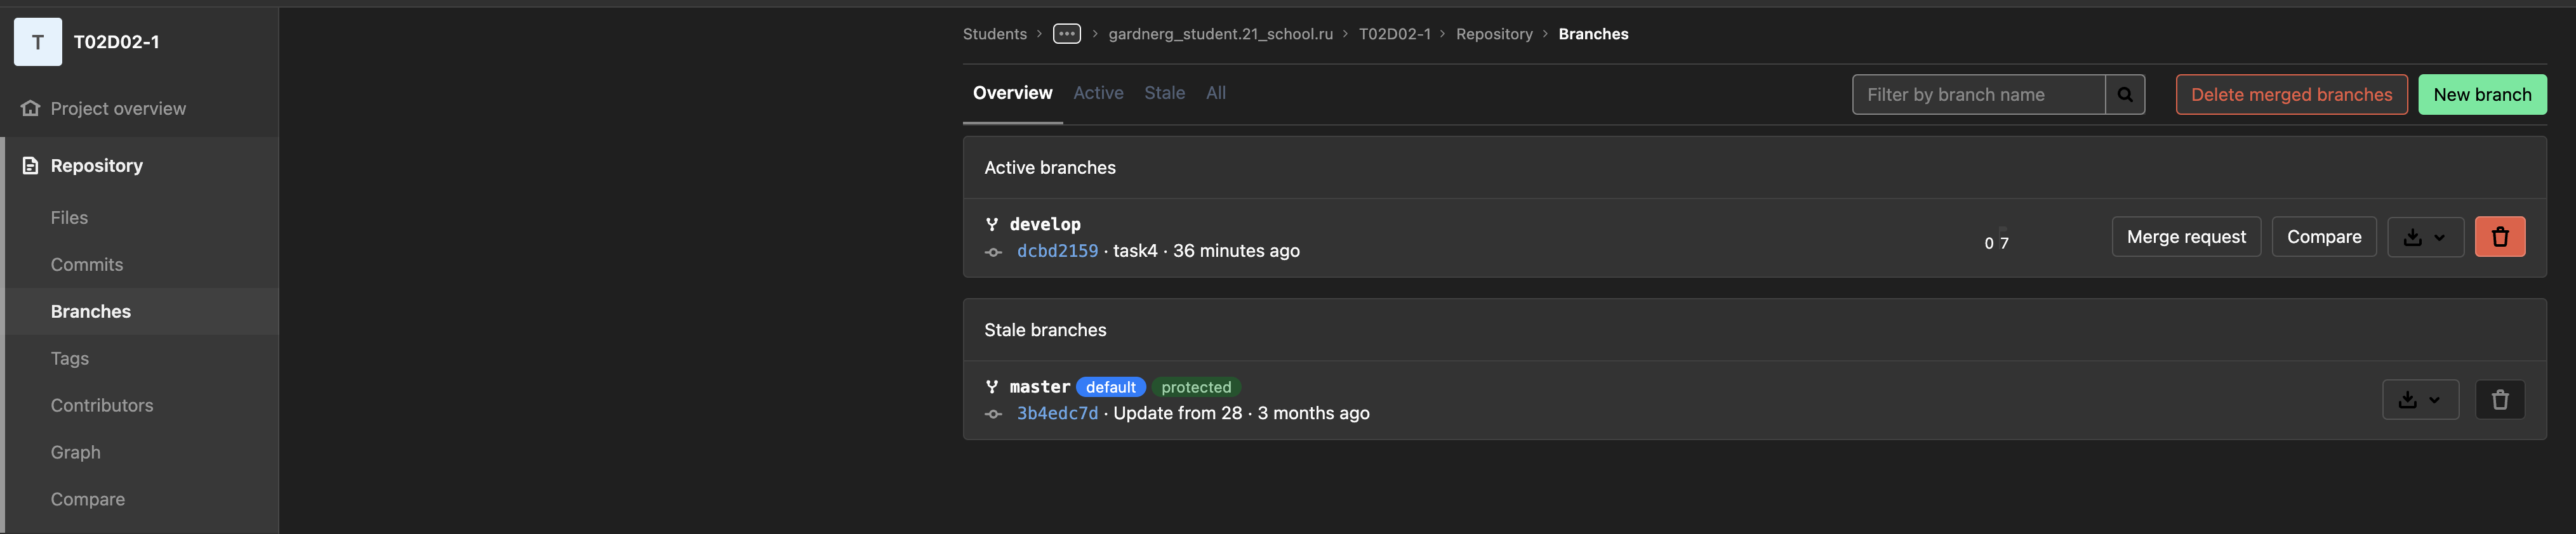 T T02D02-1
Project overview
Repository
Files
Commits
Branches
Tags
Contributors
Graph
Compare
Students > ... > gardnerg_student.21_school.ru > T02D02-1 > Repository > Branches
Overview Active Stale All Filter by branch name Delete merged branches New branch
Active branches
develop
dcbd2159 · task4 · 36 minutes ago
0 7 Merge request Compare
Stale branches
master default protected
3b4edc7d · Update from 28 · 3 months ago